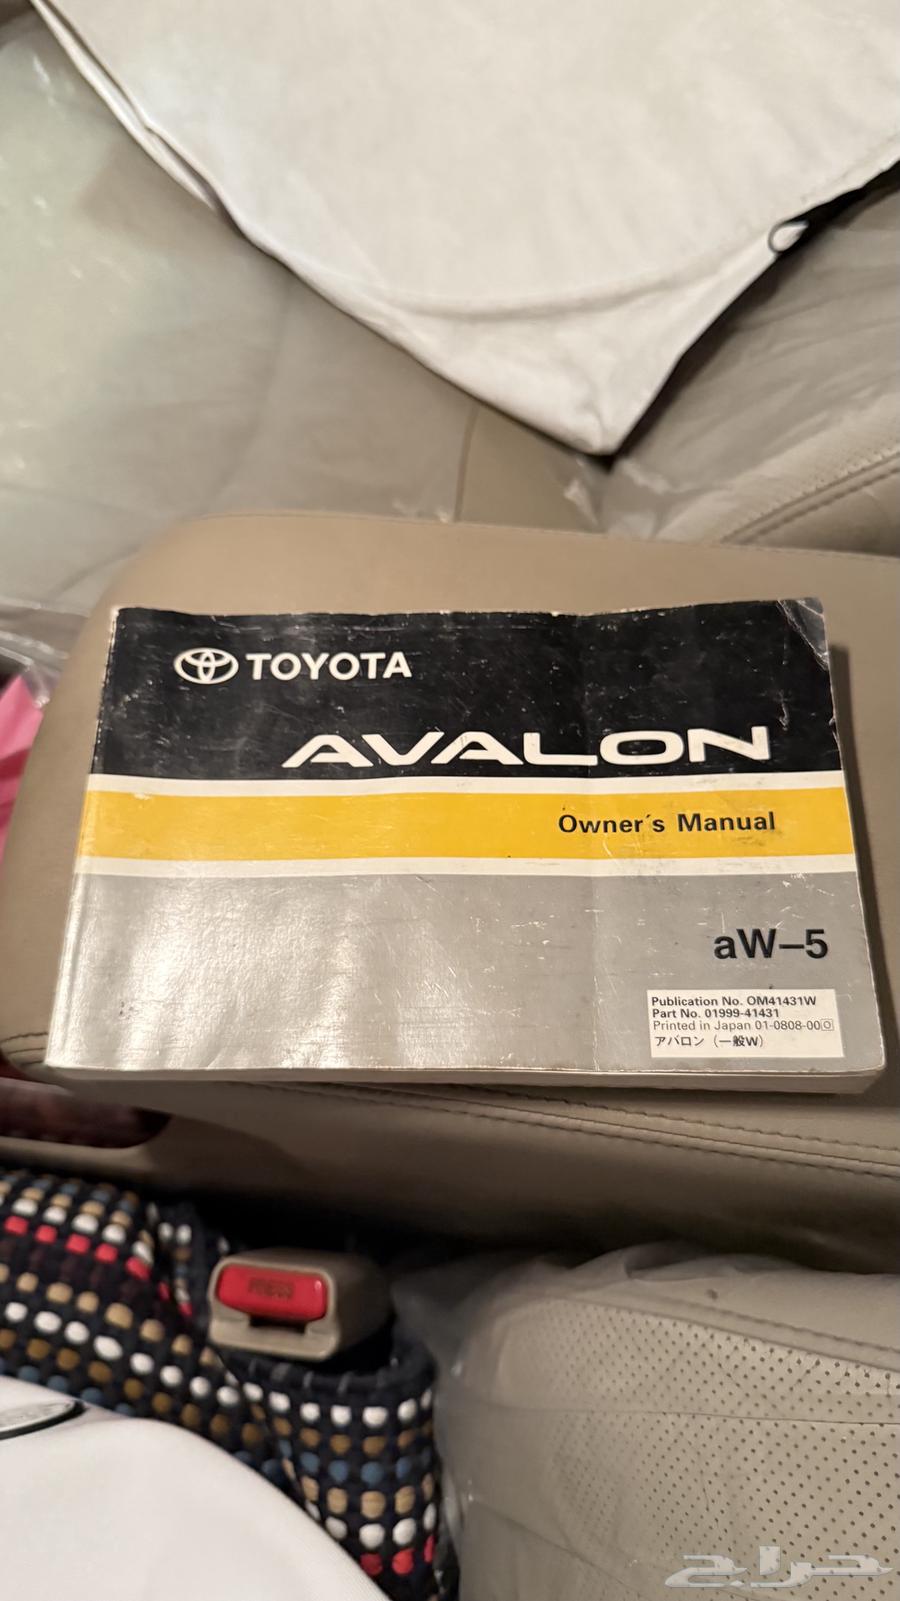 TOYOTA
AVALON
Owner's Manual
aW–5
Publication No. OM41431W
Part No. 01999-41431
Printed in Japan 01-0808-00 O
アバロン（一般W）
PRESS
حراج